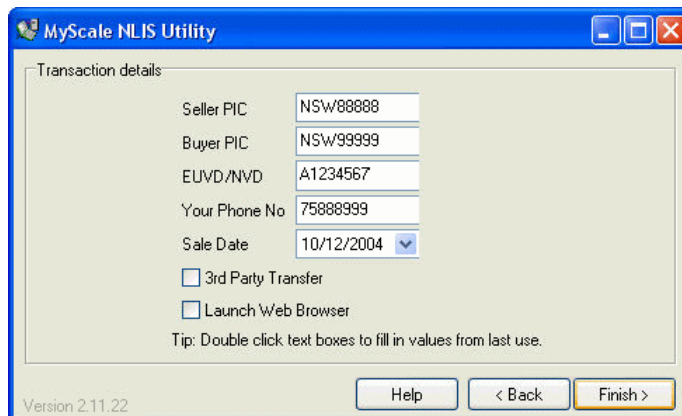 MyScale NLIS Utility
Transaction details
Seller PIC NSW88888
Buyer PIC NSW99999
EUVD/NVD A1234567
Your Phone No 75888999
Sale Date 10/12/2004
3rd Party Transfer
Launch Web Browser
Tip: Double click text boxes to fill in values from last use.
Version 2.11.22 Help < Back Finish >